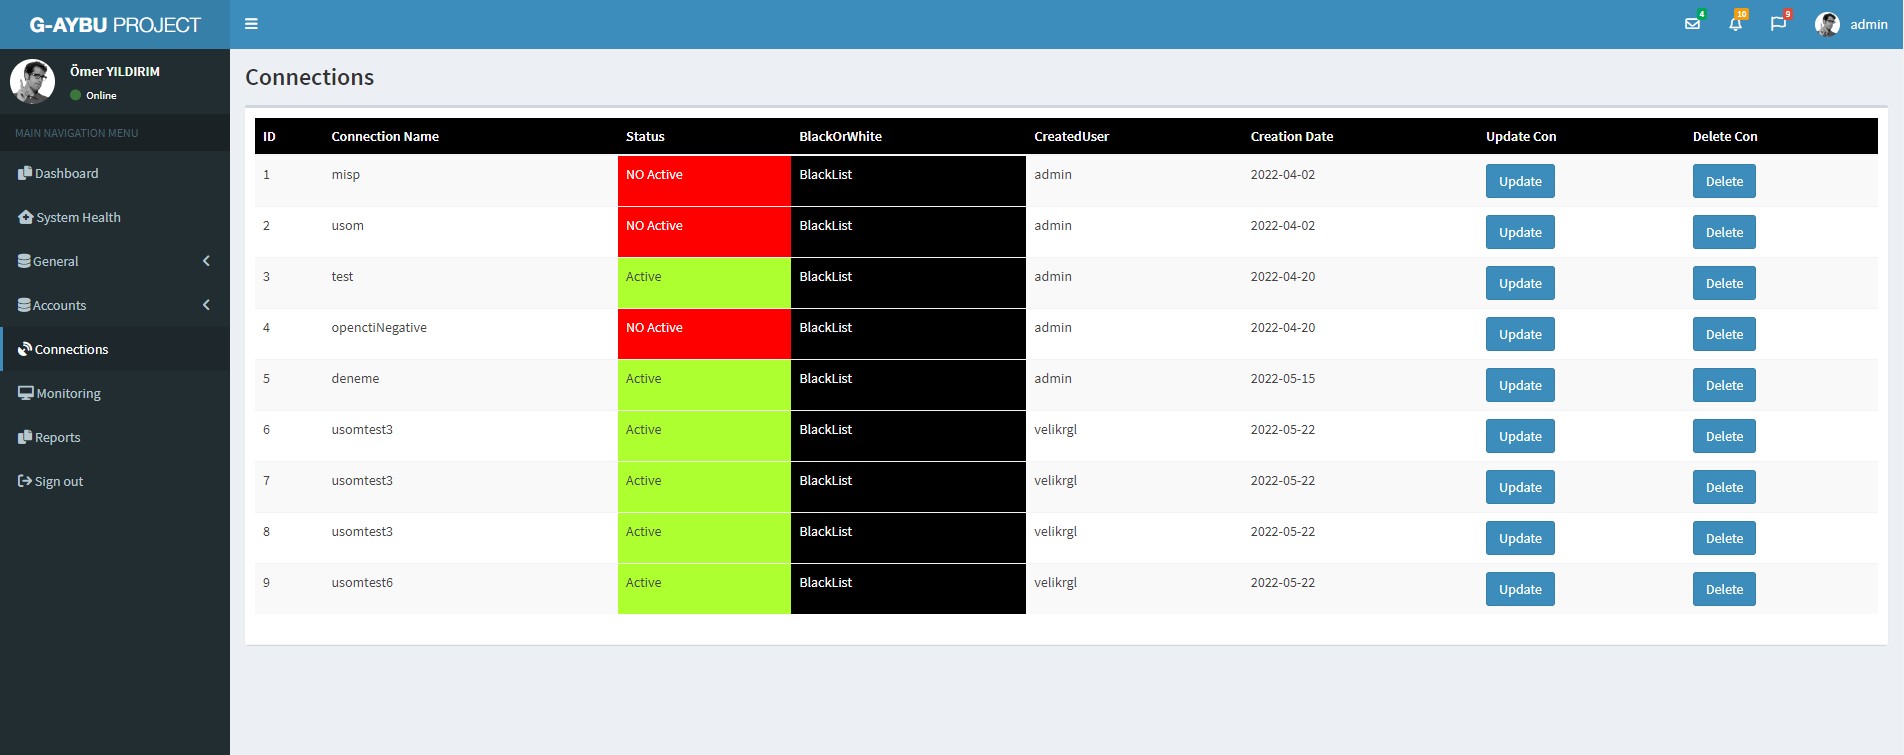 G-AYBU PROJECT
4
10
9
admin
Ömer YILDIRIM
Online
MAIN NAVIGATION MENU
Dashboard
System Health
General
Accounts
Connections
Monitoring
Reports
Sign out
Connections
ID Connection Name Status BlackOrWhite CreatedUser Creation Date Update Con Delete Con
1 misp NO Active BlackList admin 2022-04-02 Update Delete
2 usom NO Active BlackList admin 2022-04-02 Update Delete
3 test Active BlackList admin 2022-04-20 Update Delete
4 openctiNegative NO Active BlackList admin 2022-04-20 Update Delete
5 deneme Active BlackList admin 2022-05-15 Update Delete
6 usomtest3 Active BlackList velikrgl 2022-05-22 Update Delete
7 usomtest3 Active BlackList velikrgl 2022-05-22 Update Delete
8 usomtest3 Active BlackList velikrgl 2022-05-22 Update Delete
9 usomtest6 Active BlackList velikrgl 2022-05-22 Update Delete